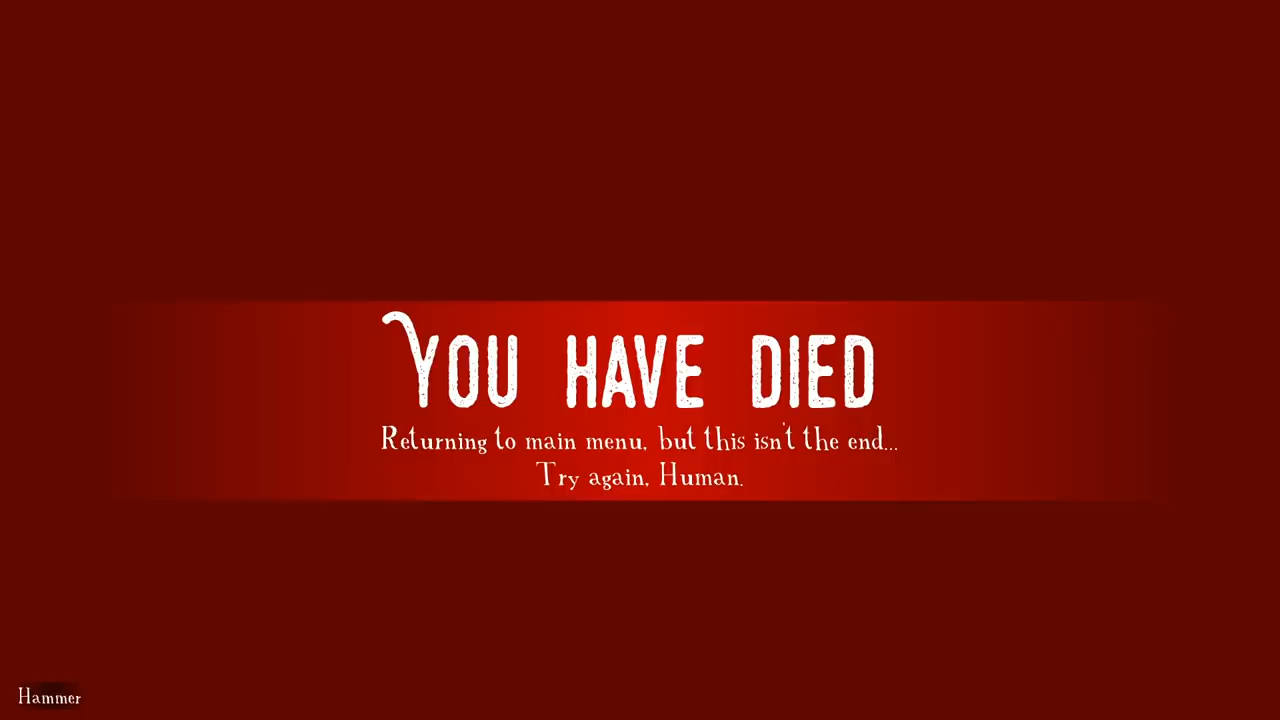 YOU HAVE DIED
Returning to main menu, but this isn't the end...
Try again, Human.
Hammer